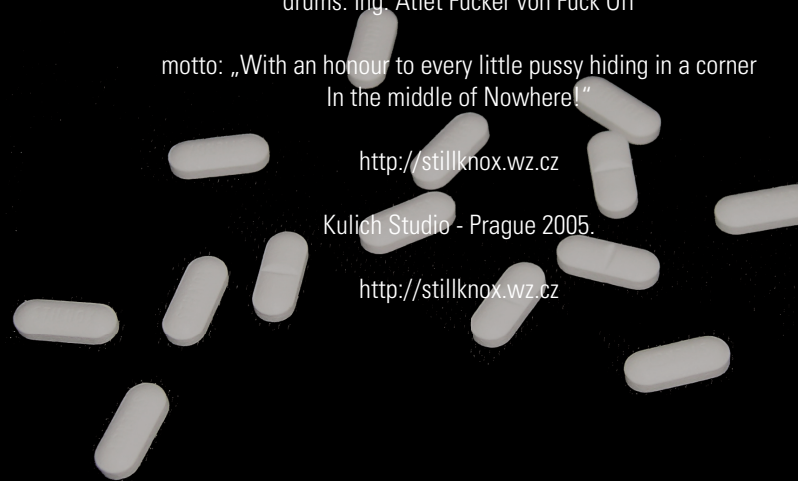 drums: Ing. Atlet Fucker von Fuck Off
motto: „With an honour to every little pussy hiding in a corner
In the middle of Nowhere!“
http://stillknox.wz.cz
Kulich Studio - Prague 2005.
http://stillknox.wz.cz